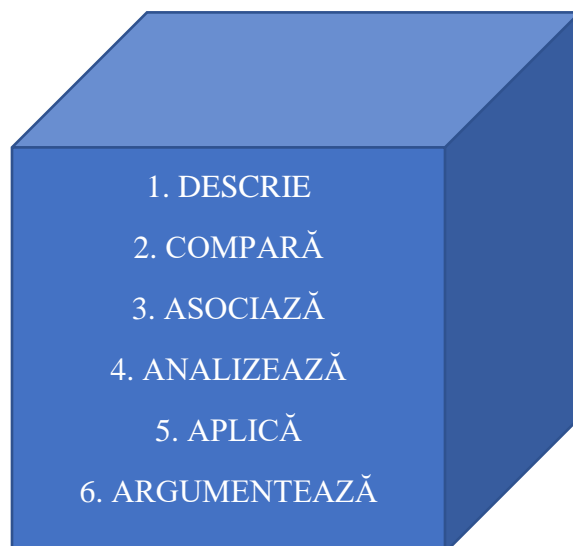 1. DESCRIE
2. COMPARĂ
3. ASOCIAZĂ
4. ANALIZEAZĂ
5. APLICĂ
6. ARGUMENTEAZĂ